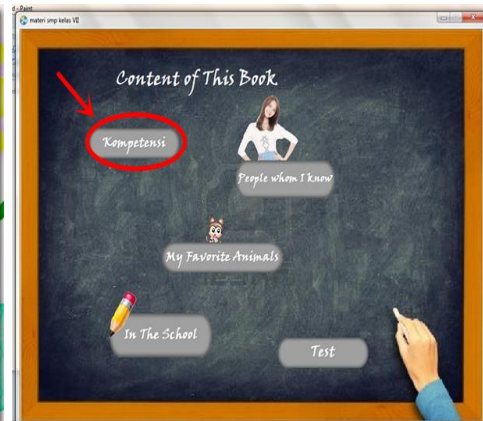 d - Paint
materi smp kelas VII
Content of This Book
Kompetensi
People whom I know
My Favorite Animals
In The School
Test